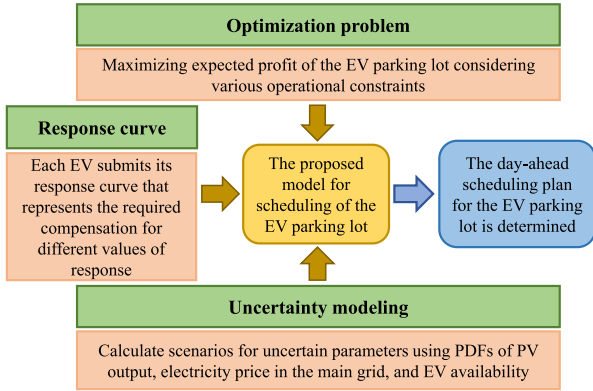 Optimization problem
Maximizing expected profit of the EV parking lot considering
various operational constraints
Response curve
Each EV submits its
response curve that
represents the required
compensation for
different values of
response
The proposed
model for
scheduling of the
EV parking lot
The day-ahead
scheduling plan
for the EV parking
lot is determined
Uncertainty modeling
Calculate scenarios for uncertain parameters using PDFs of PV
output, electricity price in the main grid, and EV availability